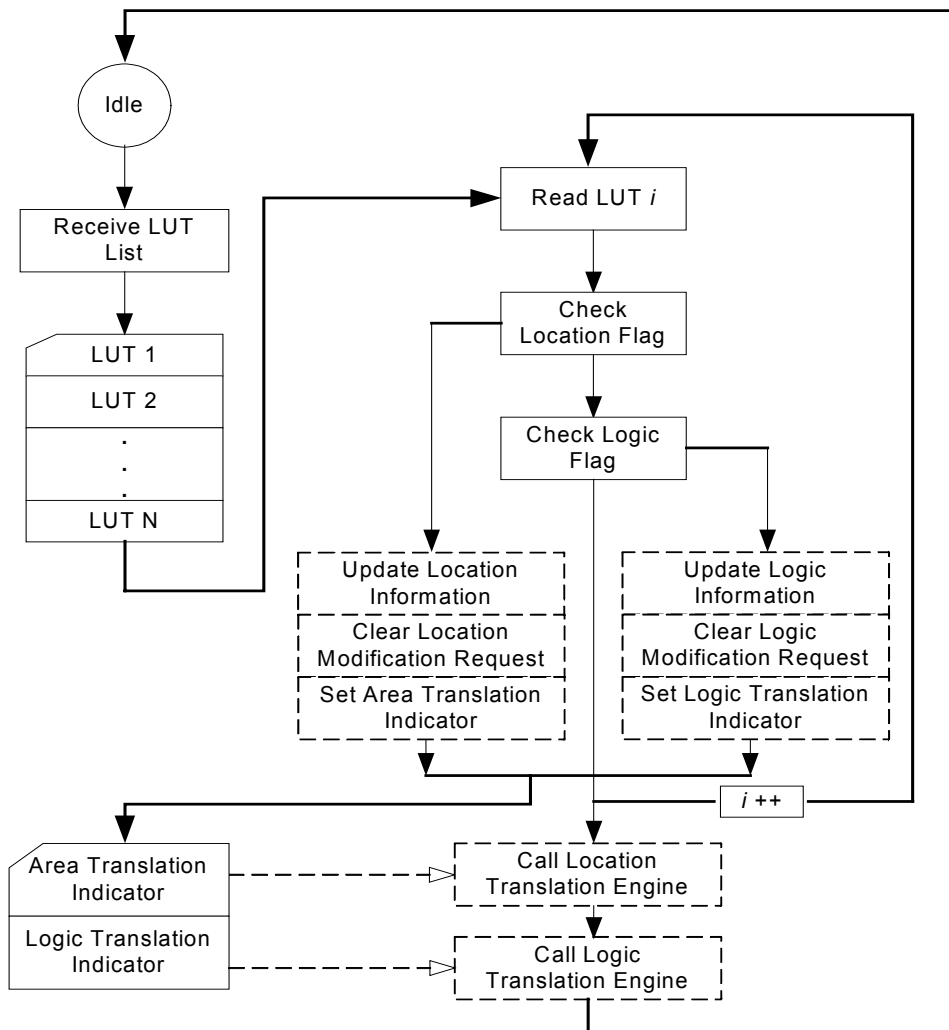 Idle
Receive LUT
List
LUT 1
LUT 2
.
.
.
LUT N
Read LUT i
Check
Location Flag
Check Logic
Flag
Update Location
Information
Clear Location
Modification Request
Set Area Translation
Indicator
Update Logic
Information
Clear Logic
Modification Request
Set Logic Translation
Indicator
i ++
Area Translation
Indicator
Logic Translation
Indicator
Call Location
Translation Engine
Call Logic
Translation Engine